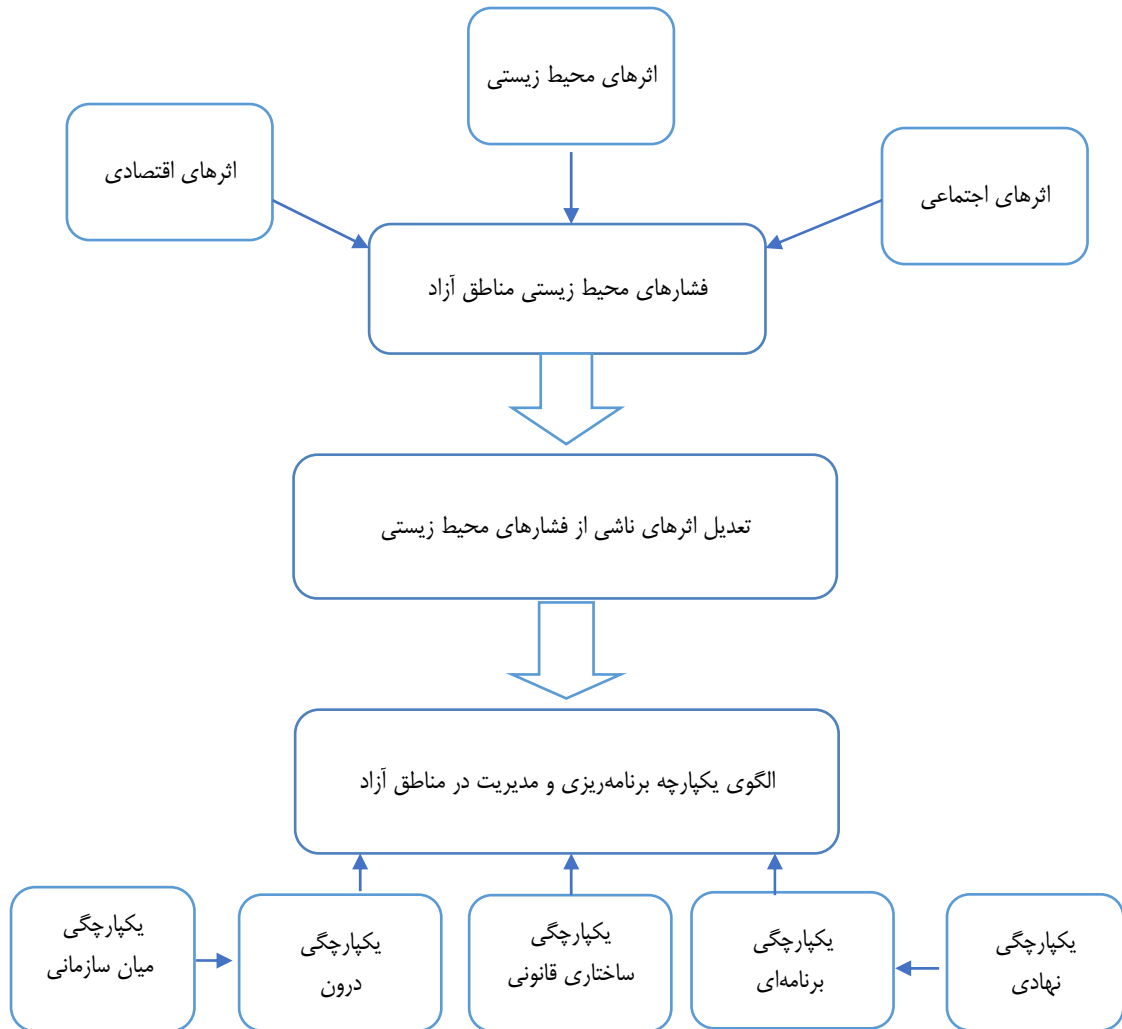 اثرهای محیط زیستی
اثرهای اقتصادی
اثرهای اجتماعی
فشارهای محیط زیستی مناطق آزاد
تعدیل اثرهای ناشی از فشارهای محیط زیستی
الگوی یکپارچه برنامه‌ریزی و مدیریت در مناطق آزاد
یکپارچگی
میان سازمانی
یکپارچگی
درون
یکپارچگی
ساختاری قانونی
یکپارچگی
برنامه‌ای
یکپارچگی
نهادی